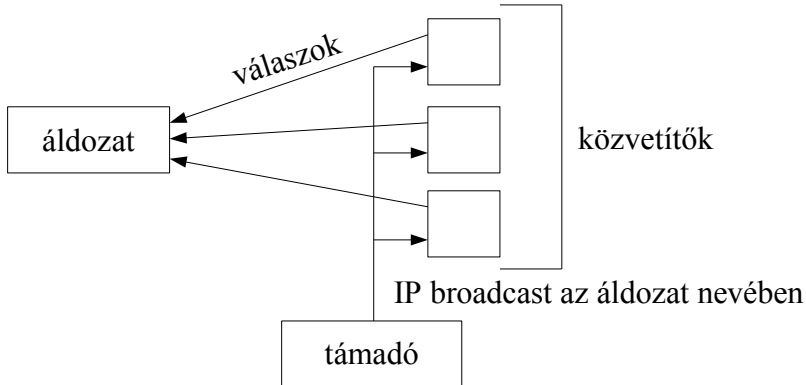 válaszok
áldozat
közvetítők
IP broadcast az áldozat nevében
támadó